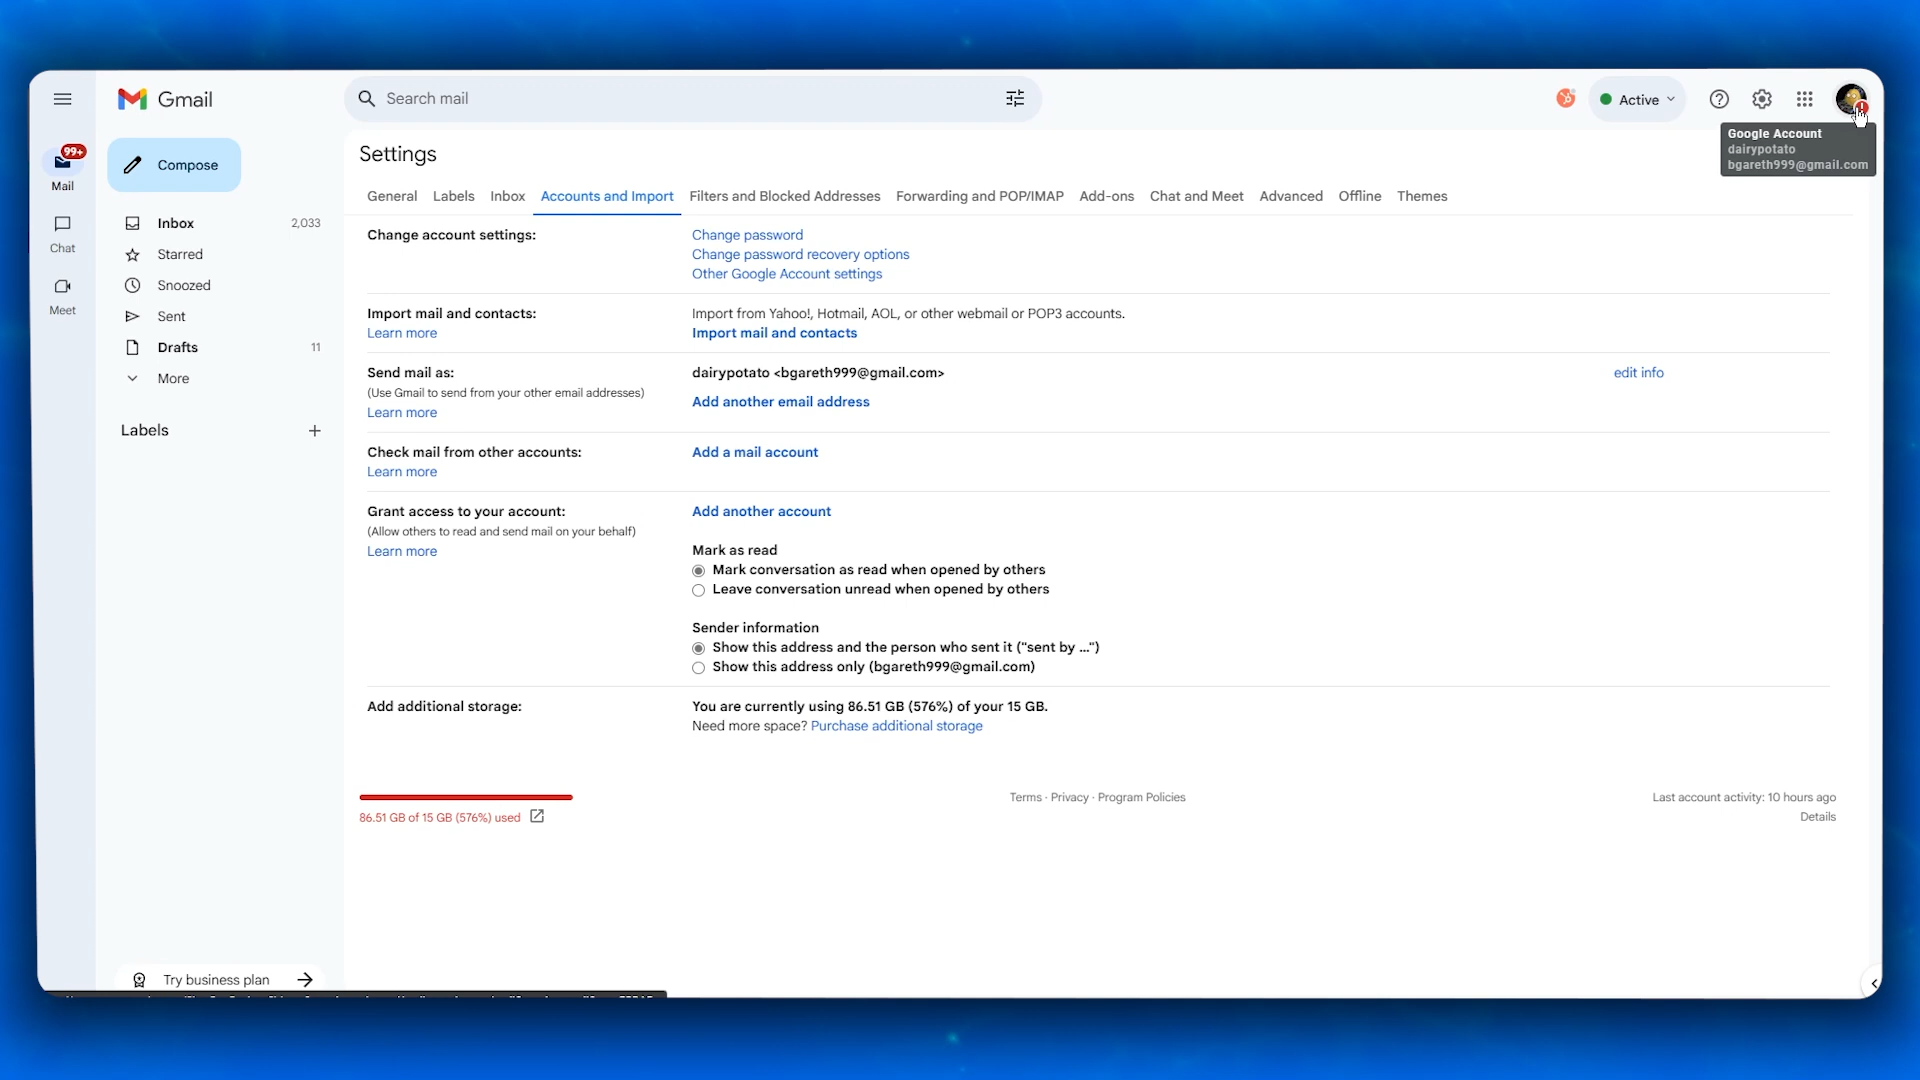 Gmail
Search mail
Active
Google Account
dairypotato
bgareth999@gmail.com
99+
Mail
Chat
Meet
Compose
Inbox 2,033
Starred
Snoozed
Sent
Drafts 11
More
Labels
Settings
General Labels Inbox Accounts and Import Filters and Blocked Addresses Forwarding and POP/IMAP Add-ons Chat and Meet Advanced Offline Themes
Change account settings: Change password
Change password recovery options
Other Google Account settings
Import mail and contacts: Import from Yahoo!, Hotmail, AOL, or other webmail or POP3 accounts.
Learn more Import mail and contacts
Send mail as: dairypotato <bgareth999@gmail.com> edit info
(Use Gmail to send from your other email addresses) Add another email address
Learn more
Check mail from other accounts: Add a mail account
Learn more
Grant access to your account: Add another account
(Allow others to read and send mail on your behalf)
Learn more
Mark as read
Mark conversation as read when opened by others
Leave conversation unread when opened by others
Sender information
Show this address and the person who sent it ("sent by ...")
Show this address only (bgareth999@gmail.com)
Add additional storage: You are currently using 86.51 GB (576%) of your 15 GB.
Need more space? Purchase additional storage
86.51 GB of 15 GB (576%) used
Terms · Privacy · Program Policies
Last account activity: 10 hours ago
Details
Try business plan